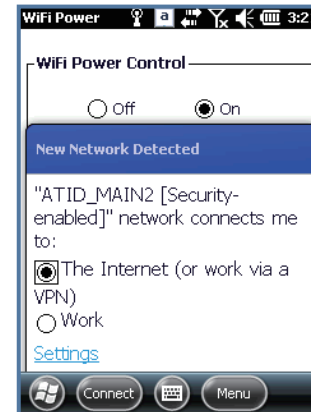 WiFi Power a 3:2
WiFi Power Control
Off On
New Network Detected
"ATID_MAIN2 [Security-
enabled]" network connects me
to:
The Internet (or work via a
VPN)
Work
Settings
Connect Menu